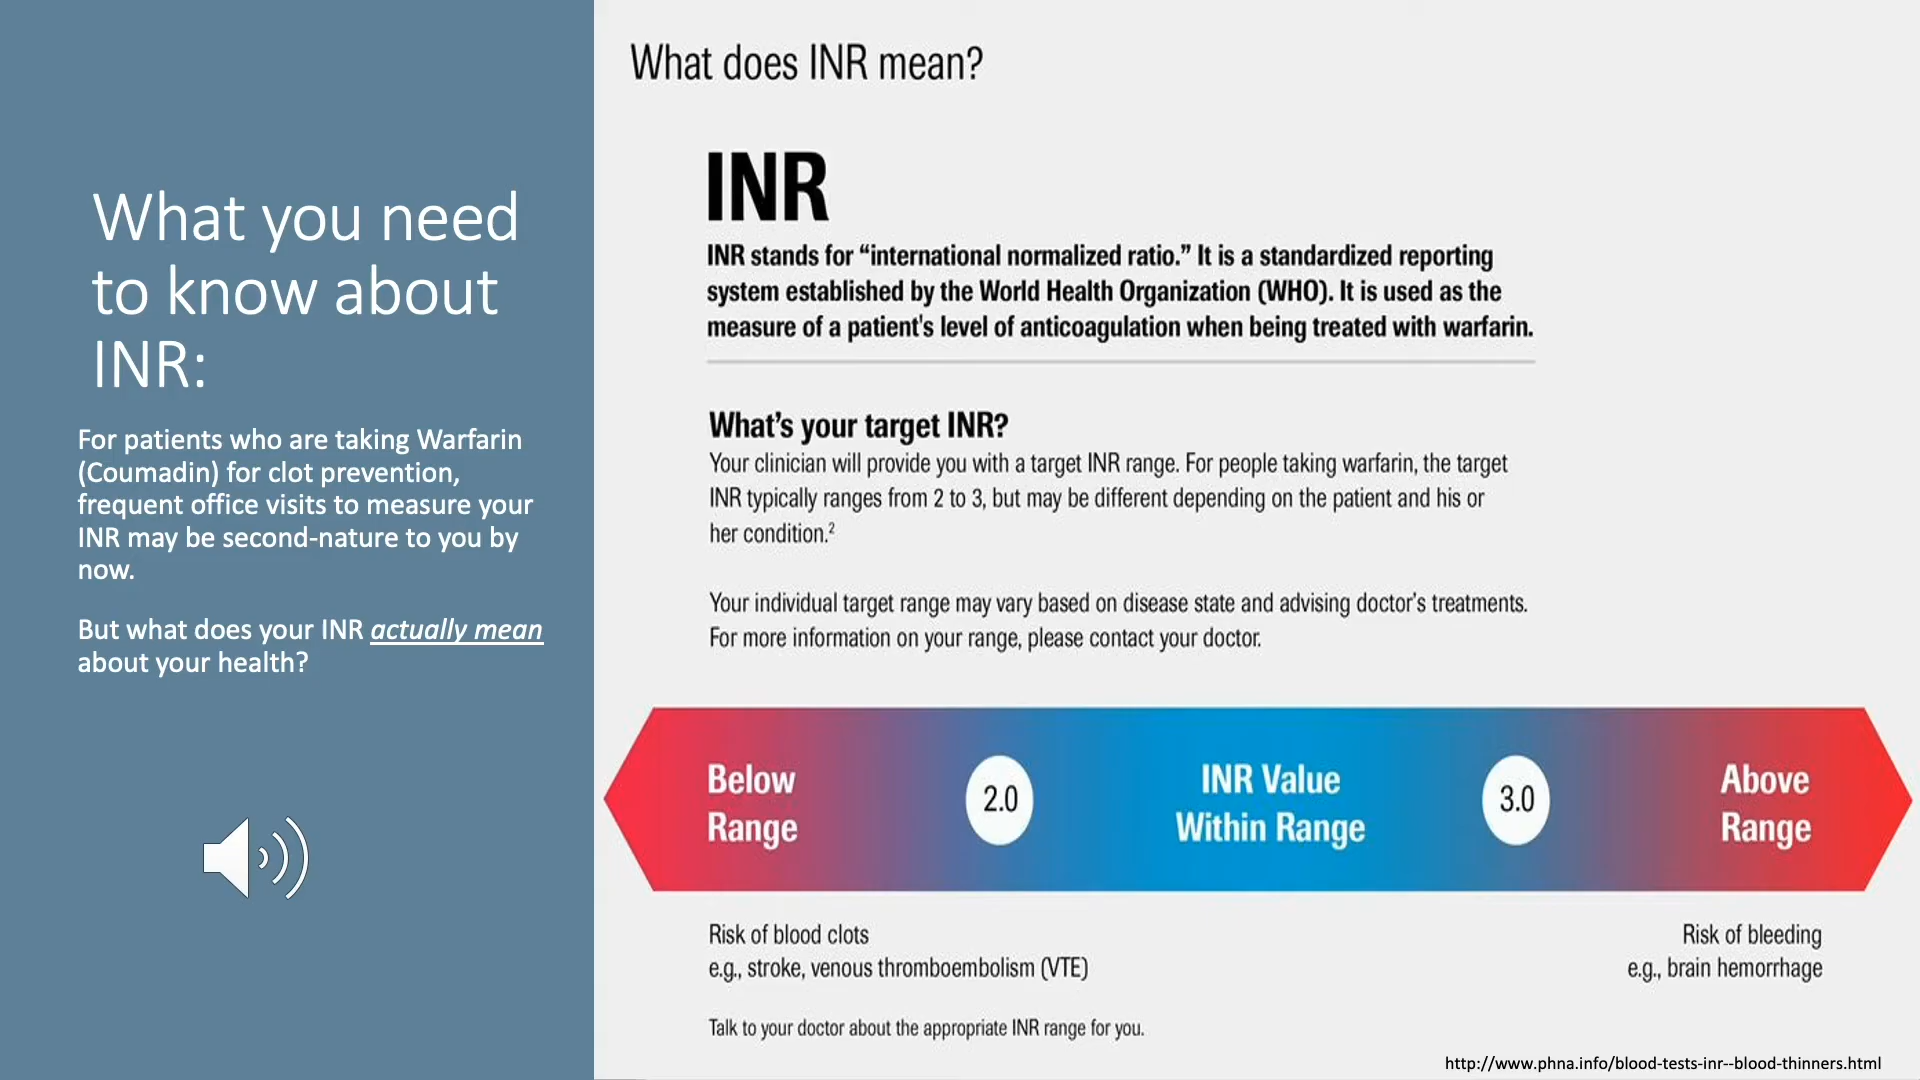 What you need
to know about
INR:
For patients who are taking Warfarin
(Coumadin) for clot prevention,
frequent office visits to measure your
INR may be second-nature to you by
now.
But what does your INR actually mean
about your health?
What does INR mean?
INR
INR stands for “international normalized ratio.” It is a standardized reporting
system established by the World Health Organization (WHO). It is used as the
measure of a patient's level of anticoagulation when being treated with warfarin.
What’s your target INR?
Your clinician will provide you with a target INR range. For people taking warfarin, the target
INR typically ranges from 2 to 3, but may be different depending on the patient and his or
her condition.²
Your individual target range may vary based on disease state and advising doctor’s treatments.
For more information on your range, please contact your doctor.
Below
Range
2.0
INR Value
Within Range
3.0
Above
Range
Risk of blood clots
e.g., stroke, venous thromboembolism (VTE)
Risk of bleeding
e.g., brain hemorrhage
Talk to your doctor about the appropriate INR range for you.
http://www.phna.info/blood-tests-inr--blood-thinners.html